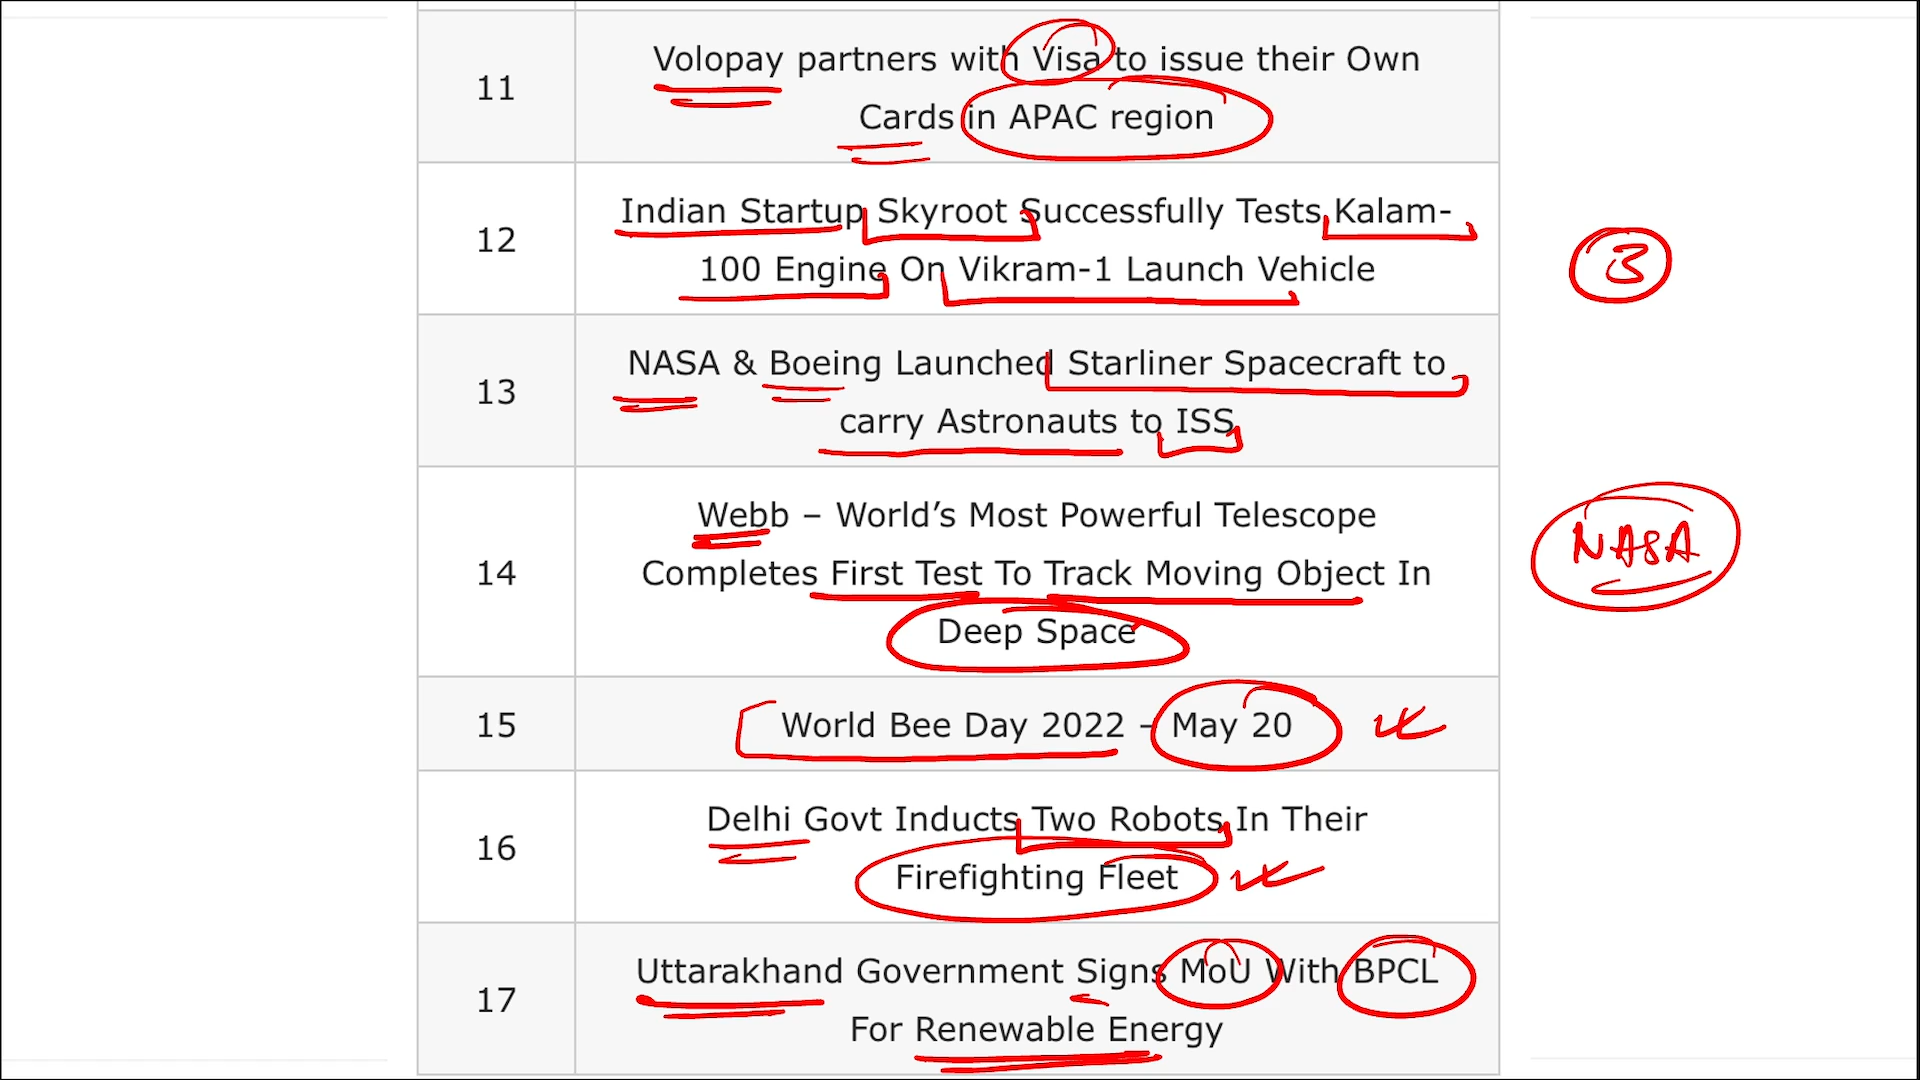 11
Volopay partners with Visa to issue their Own
Cards in APAC region
12
Indian Startup Skyroot Successfully Tests Kalam-
100 Engine On Vikram-1 Launch Vehicle
3
13
NASA & Boeing Launched Starliner Spacecraft to
carry Astronauts to ISS
14
Webb – World’s Most Powerful Telescope
Completes First Test To Track Moving Object In
Deep Space
NASA
15
World Bee Day 2022 – May 20
16
Delhi Govt Inducts Two Robots In Their
Firefighting Fleet
17
Uttarakhand Government Signs MoU With BPCL
For Renewable Energy